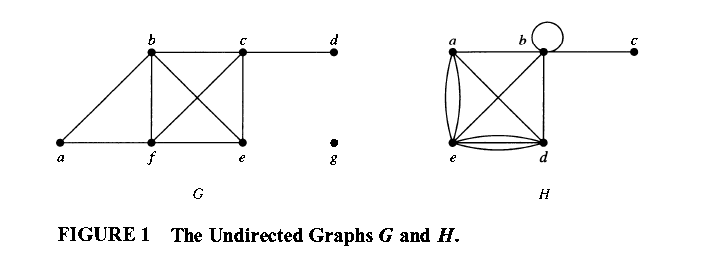 b c d
a f e g
G
a b c
e d
H
FIGURE 1 The Undirected Graphs G and H.